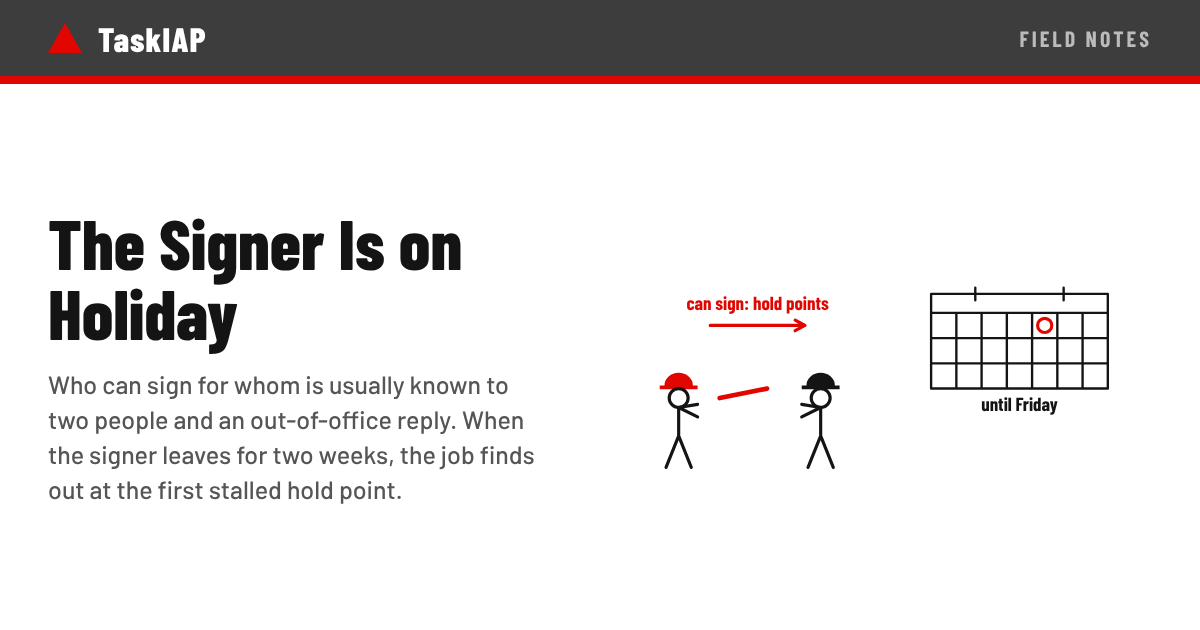 TaskIAP
FIELD NOTES
The Signer Is on
Holiday
Who can sign for whom is usually known to
two people and an out-of-office reply. When
the signer leaves for two weeks, the job finds
out at the first stalled hold point.
can sign: hold points
until Friday